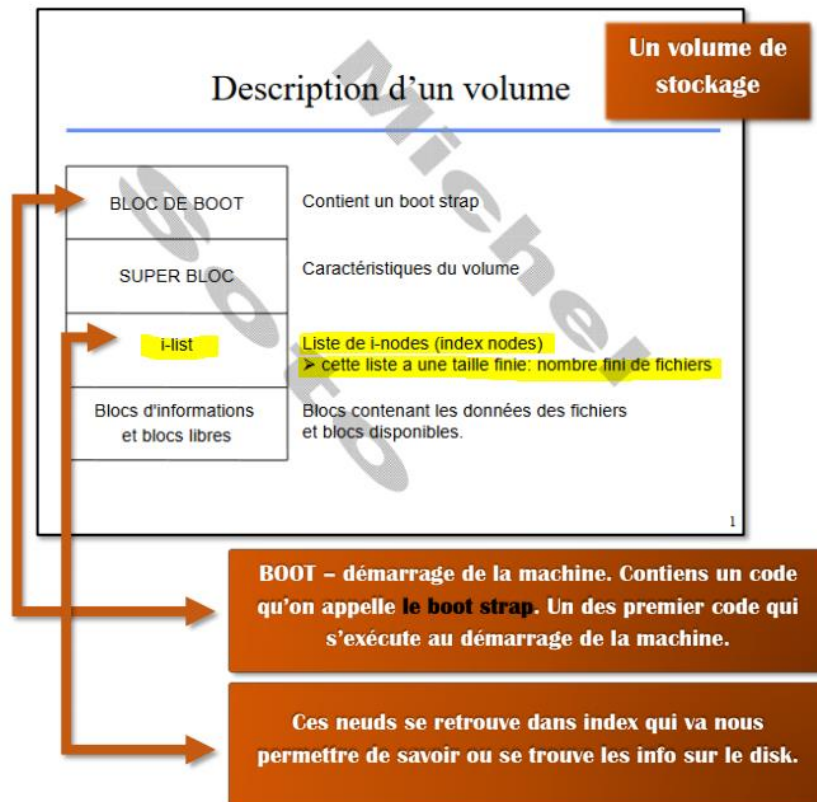 Un volume de
stockage
Description d'un volume
Michel
Soto
BLOC DE BOOT
Contient un boot strap
SUPER BLOC
Caractéristiques du volume
i-list
Liste de i-nodes (index nodes)
➢ cette liste a une taille finie: nombre fini de fichiers
Blocs d'informations
et blocs libres
Blocs contenant les données des fichiers
et blocs disponibles.
1
BOOT – démarrage de la machine. Contiens un code
qu'on appelle le boot strap. Un des premier code qui
s'exécute au démarrage de la machine.
Ces neuds se retrouve dans index qui va nous
permettre de savoir ou se trouve les info sur le disk.